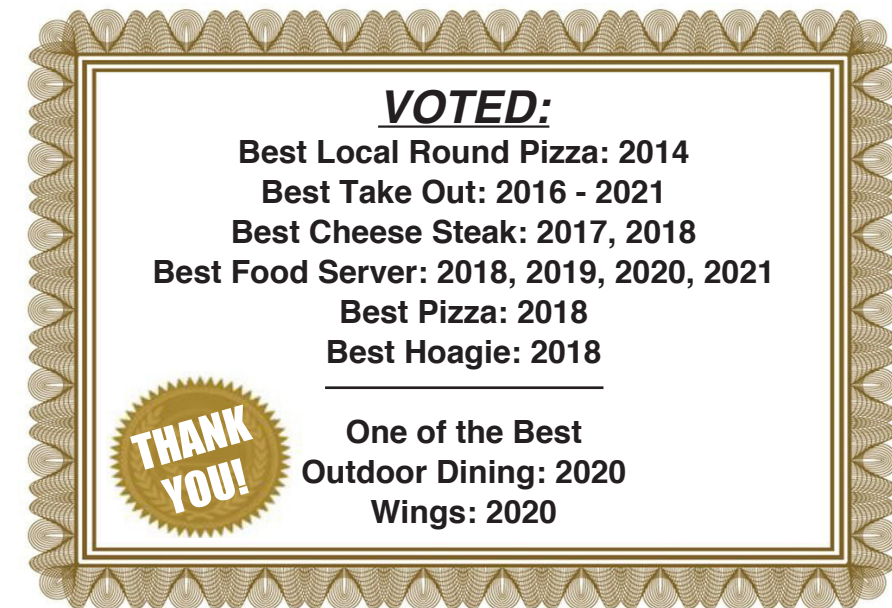 VOTED:
Best Local Round Pizza: 2014
Best Take Out: 2016 - 2021
Best Cheese Steak: 2017, 2018
Best Food Server: 2018, 2019, 2020, 2021
Best Pizza: 2018
Best Hoagie: 2018
One of the Best
Outdoor Dining: 2020
Wings: 2020
THANK
YOU!